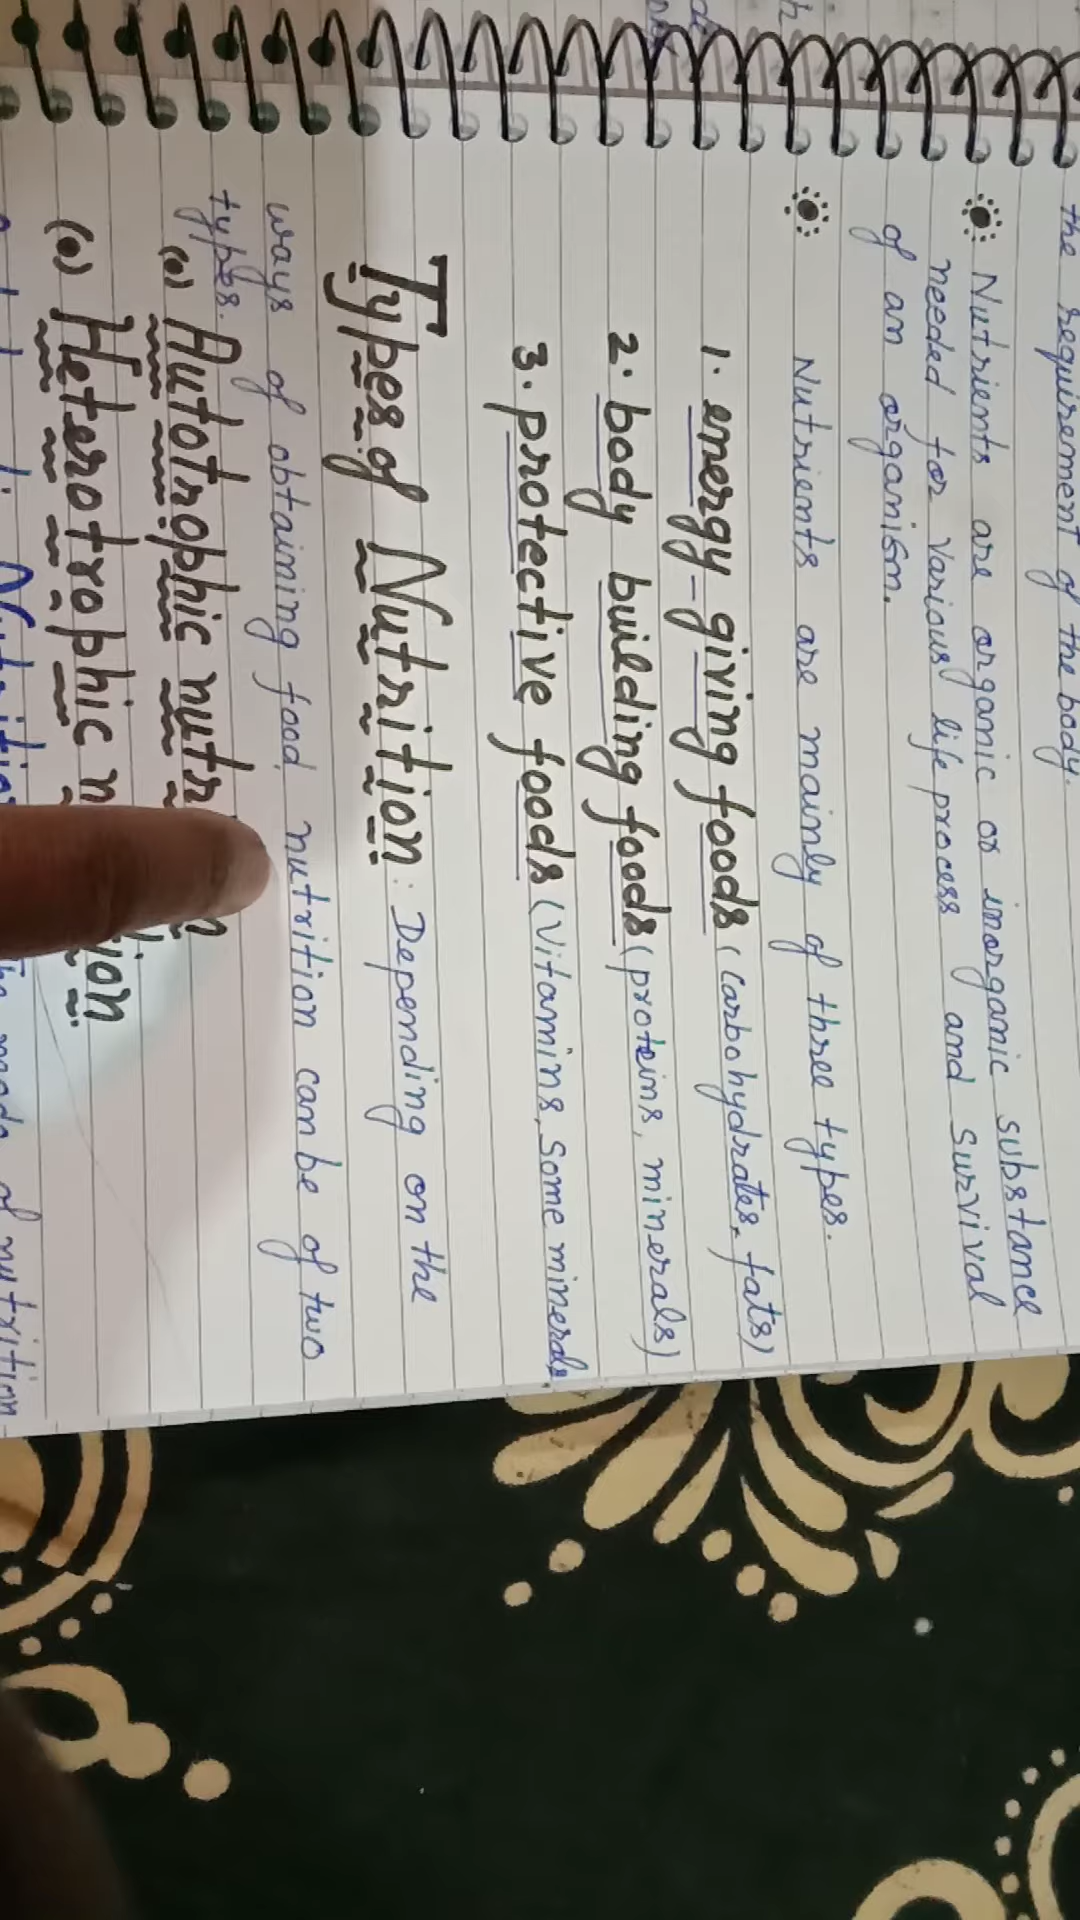 the requirement of the body.
Nutrients are organic or inorganic substance
needed for various life process and survival
of an organism.
Nutrients are mainly of three types.
1. energy-giving foods (carbohydrates, fats)
2. body building foods (proteins, minerals)
3. protective foods (Vitamins, Some minerals
Types of Nutrition: Depending on the
ways of obtaining food, nutrition can be of two
types.
(•) Autotrophic
(•) Heterotrophic
mode of nutrition